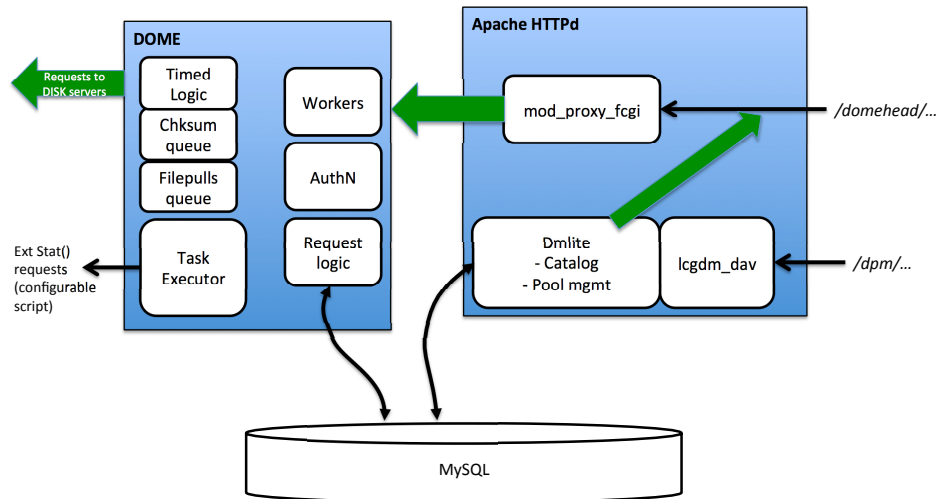 DOME
Apache HTTPd
Requests to
DISK servers
Timed
Logic
Chksum
queue
Filepulls
queue
Task
Executor
Workers
AuthN
Request
logic
mod_proxy_fcgi
/domehead/...
Dmlite
- Catalog
- Pool mgmt
lcgdm_dav
/dpm/...
Ext Stat()
requests
(configurable
script)
MySQL